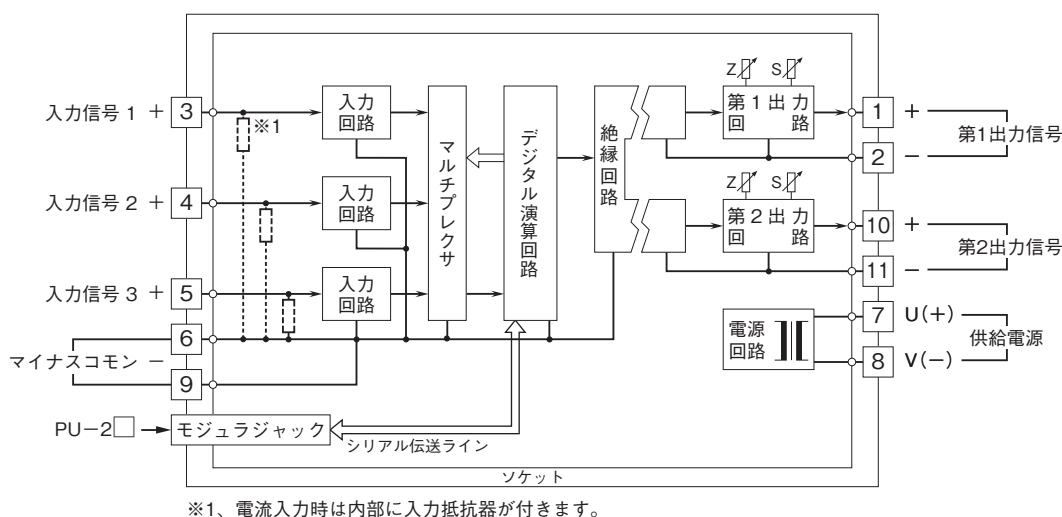 入力信号 1 +
3
※1
入力回路
入力信号 2 +
4
入力回路
入力信号 3 +
5
入力回路
6
マイナスコモン −
9
PU−2□
モジュラジャック
シリアル伝送ライン
マルチプレクサ
デジタル演算回路
絶縁回路
Z
S
第1出力回路
1
+
2
−
第1出力信号
Z
S
第2出力回路
10
+
11
−
第2出力信号
電源回路
7
U(+)
8
V(−)
供給電源
ソケット
※1、電流入力時は内部に入力抵抗器が付きます。